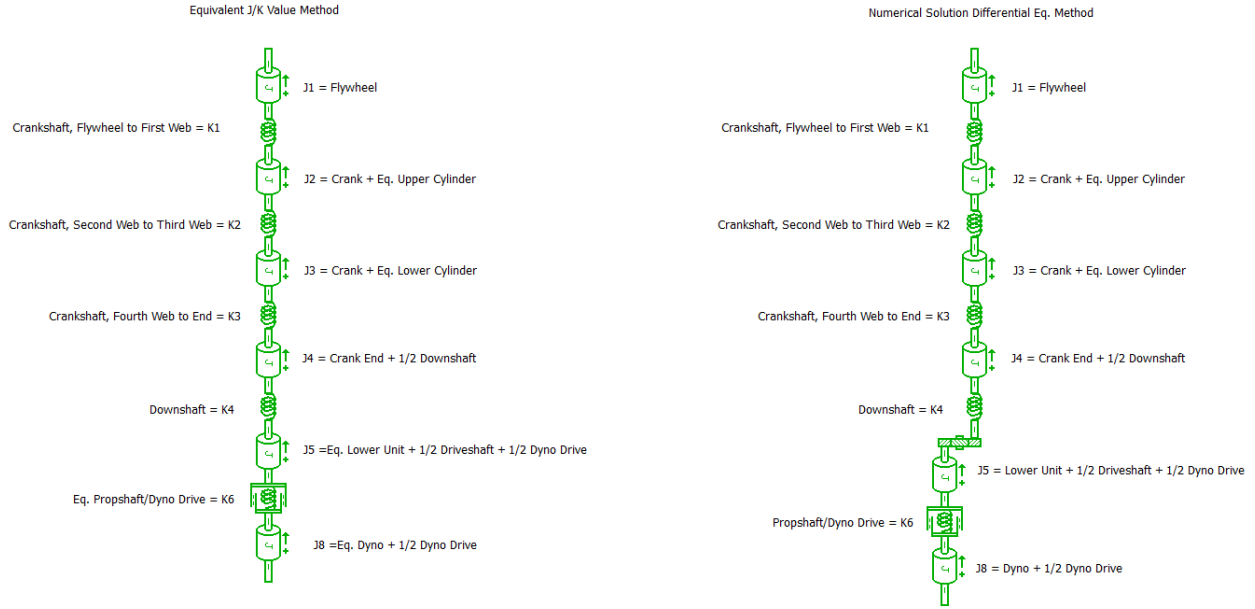 Equivalent J/K Value Method
J1 = Flywheel
Crankshaft, Flywheel to First Web = K1
J2 = Crank + Eq. Upper Cylinder
Crankshaft, Second Web to Third Web = K2
J3 = Crank + Eq. Lower Cylinder
Crankshaft, Fourth Web to End = K3
J4 = Crank End + 1/2 Downshaft
Downshaft = K4
J5 =Eq. Lower Unit + 1/2 Driveshaft + 1/2 Dyno Drive
Eq. Propshaft/Dyno Drive = K6
J8 =Eq. Dyno + 1/2 Dyno Drive
Numerical Solution Differential Eq. Method
J1 = Flywheel
Crankshaft, Flywheel to First Web = K1
J2 = Crank + Eq. Upper Cylinder
Crankshaft, Second Web to Third Web = K2
J3 = Crank + Eq. Lower Cylinder
Crankshaft, Fourth Web to End = K3
J4 = Crank End + 1/2 Downshaft
Downshaft = K4
J5 = Lower Unit + 1/2 Driveshaft + 1/2 Dyno Drive
Propshaft/Dyno Drive = K6
J8 = Dyno + 1/2 Dyno Drive